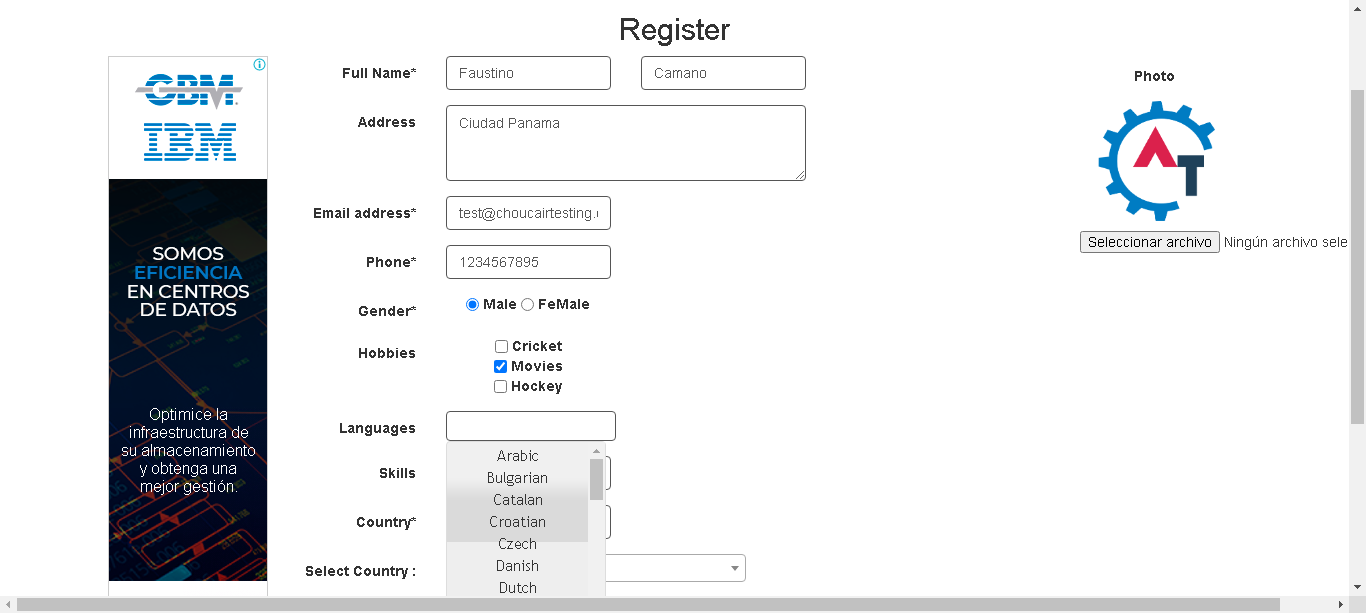 Register
GBM
IBM
SOMOS
EFICIENCIA
EN CENTROS
DE DATOS
Optimice la
infraestructura de
su almacenamiento
y obtenga una
mejor gestión.
Full Name* Faustino Camano
Address Ciudad Panama
Email address* test@choucairtesting.
Phone* 1234567895
Gender* Male FeMale
Hobbies Cricket
Movies
Hockey
Languages
Arabic
Skills Bulgarian
Catalan
Country* Croatian
Czech
Select Country : Danish
Dutch
Photo
AT
Seleccionar archivo Ningún archivo sele